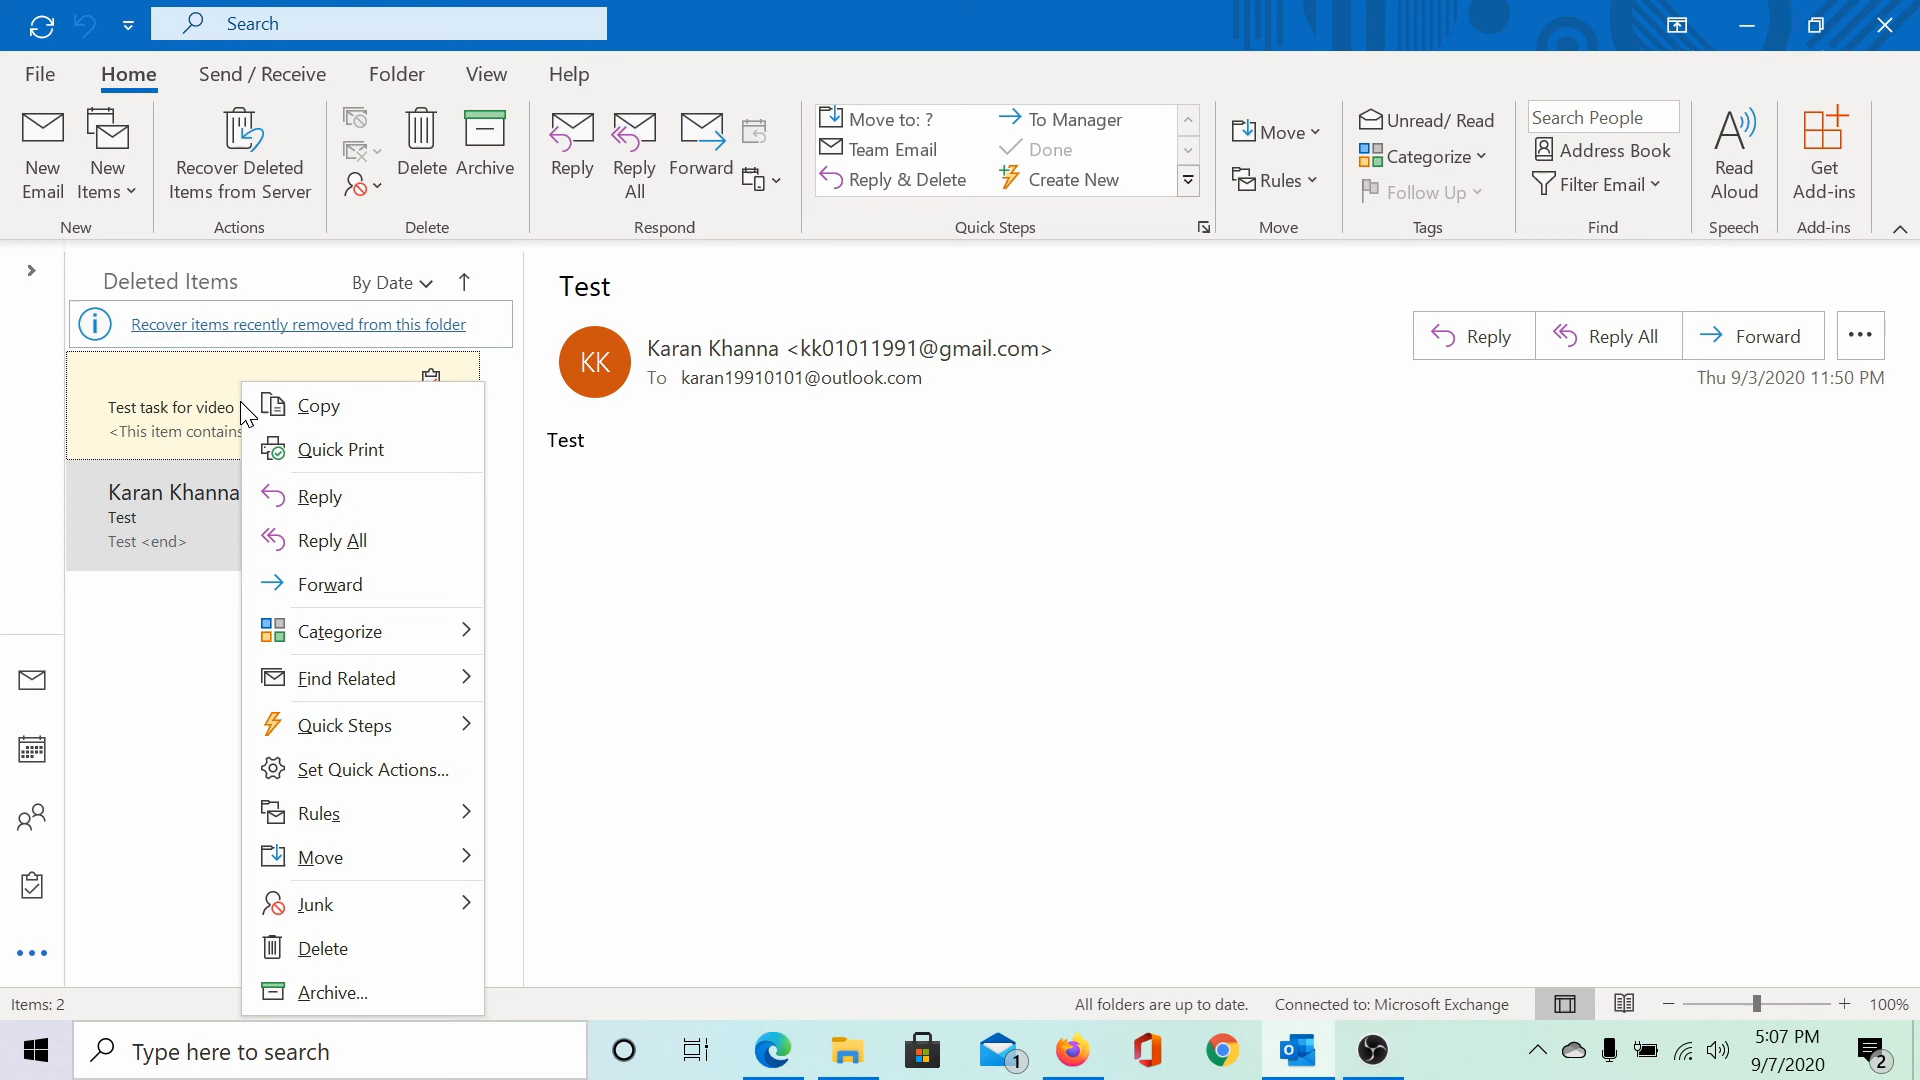 Search
File Home Send / Receive Folder View Help
New Email
New Items
New
Recover Deleted Items from Server
Actions
Delete
Archive
Delete
Reply
Reply All
Forward
Respond
Move to: ?
Team Email
Reply & Delete
To Manager
Done
Create New
Quick Steps
Move
Rules
Move
Unread/ Read
Categorize
Follow Up
Tags
Search People
Address Book
Filter Email
Find
Read Aloud
Speech
Get Add-ins
Add-ins
Deleted Items By Date
Recover items recently removed from this folder
Test task for video
<This item contains
Karan Khanna
Test
Test <end>
Copy
Quick Print
Reply
Reply All
Forward
Categorize
Find Related
Quick Steps
Set Quick Actions...
Rules
Move
Junk
Delete
Archive...
Test
KK
Karan Khanna <kk01011991@gmail.com>
To karan19910101@outlook.com
Reply
Reply All
Forward
Thu 9/3/2020 11:50 PM
Test
Items: 2
All folders are up to date.
Connected to: Microsoft Exchange
100%
Type here to search
1
5:07 PM
9/7/2020
2